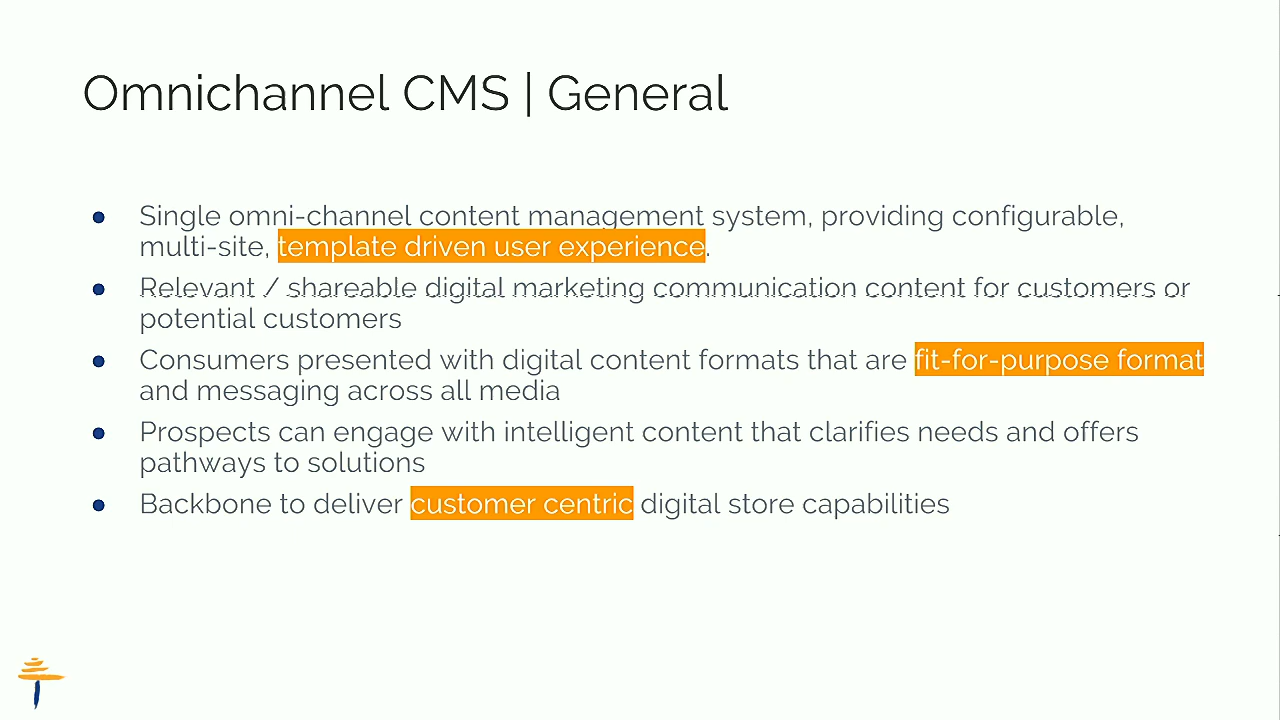 Omnichannel CMS | General
Single omni-channel content management system, providing configurable,
multi-site, template driven user experience.
Relevant / shareable digital marketing communication content for customers or
potential customers
Consumers presented with digital content formats that are fit-for-purpose format
and messaging across all media
Prospects can engage with intelligent content that clarifies needs and offers
pathways to solutions
Backbone to deliver customer centric digital store capabilities